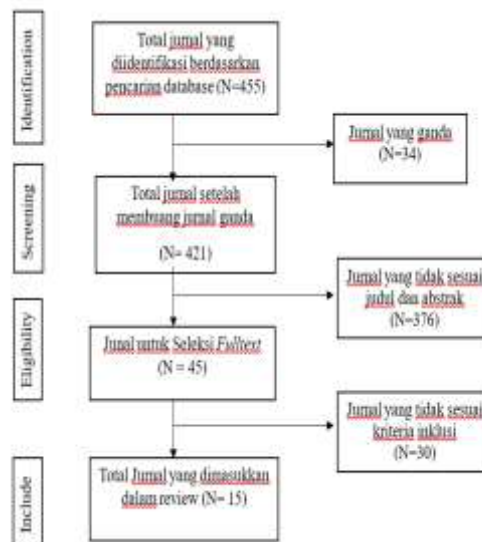 Identification
Total jurnal yang
diidentifikasi berdasarkan
pencarian database (N=455)
Jurnal yang ganda
(N=34)
Screening
Total jurnal setelah
membuang jurnal ganda
(N= 421)
Jurnal yang tidak sesuai
judul dan abstrak
(N=376)
Eligibility
Junal untuk Seleksi Fulltext
(N = 45)
Jurnal yang tidak sesuai
kriteria inklusi
(N=30)
Include
Total Jurnal yang dimasukkan
dalam review (N= 15)